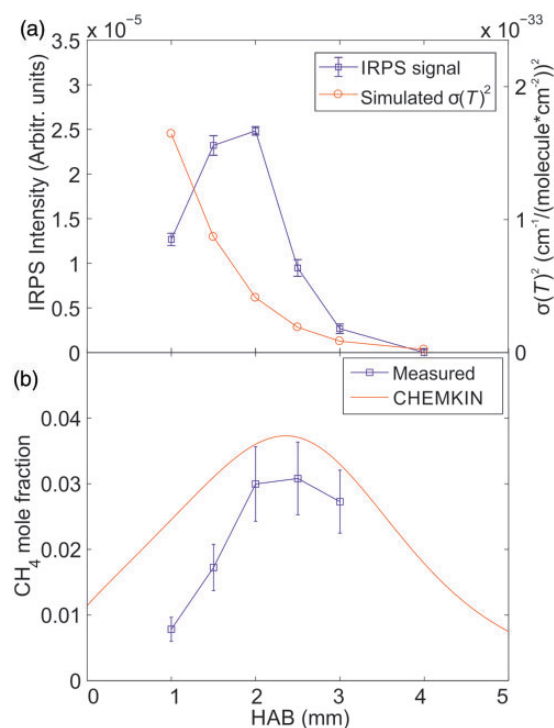 (a)
× 10⁻⁵
× 10⁻³³
3.5
3
2.5
2
1.5
1
0.5
0
IRPS Intensity (Arbitr. units)
IRPS signal
Simulated σ(T)²
2
1
0
σ(T)² (cm⁻¹/(molecule*cm⁻²))²
(b)
0.05
0.04
0.03
0.02
0.01
0
CH₄ mole fraction
Measured
CHEMKIN
0 1 2 3 4 5
HAB (mm)